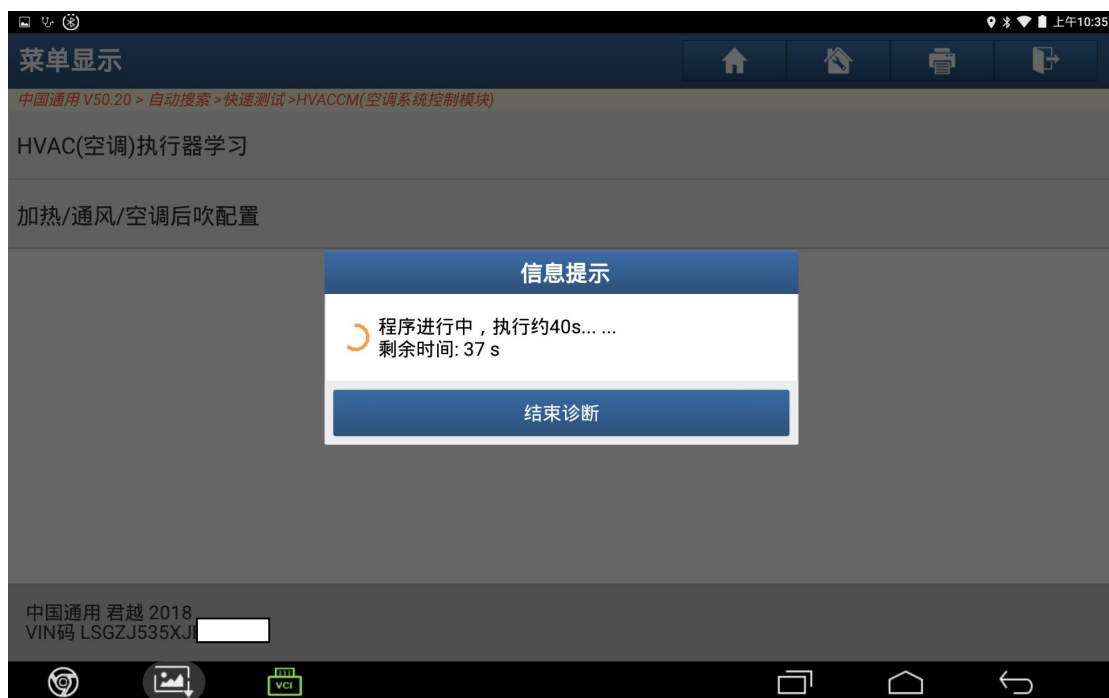 上午10:35
菜单显示
中国通用 V50.20 > 自动搜索 > 快速测试 >HVACCM(空调系统控制模块)
HVAC(空调)执行器学习
加热/通风/空调后吹配置
信息提示
程序进行中，执行约40s... ...
剩余时间: 37 s
结束诊断
中国通用 君越 2018
VIN码 LSGZJ535XJ
VCI